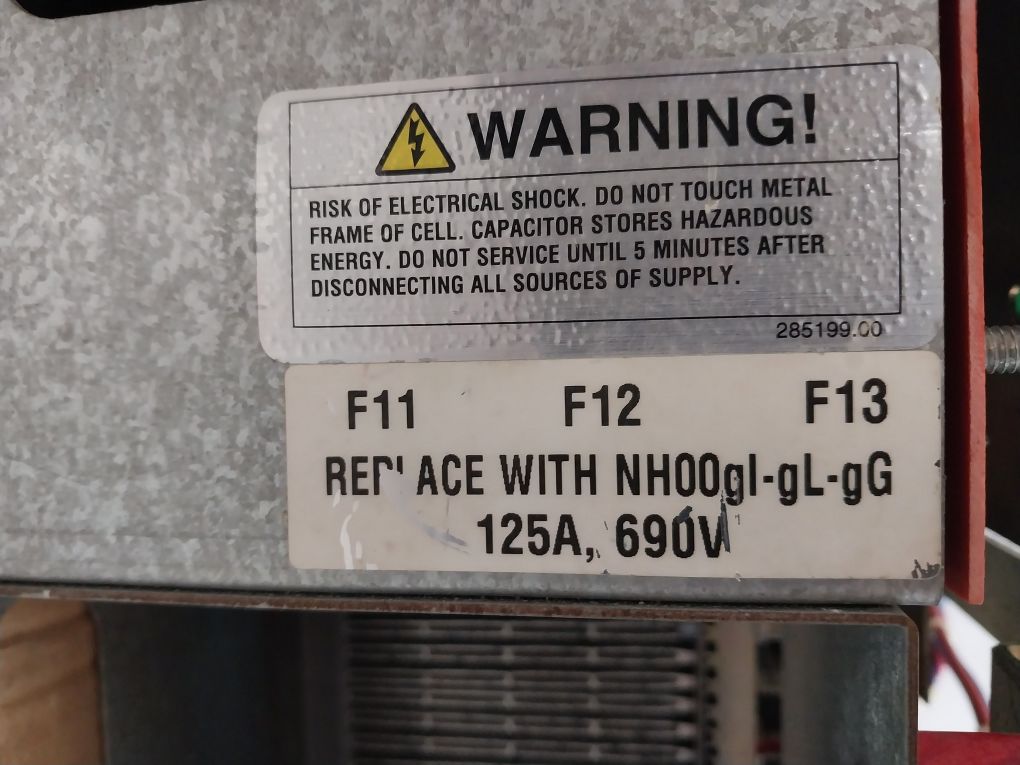 WARNING!
RISK OF ELECTRICAL SHOCK. DO NOT TOUCH METAL
FRAME OF CELL. CAPACITOR STORES HAZARDOUS
ENERGY. DO NOT SERVICE UNTIL 5 MINUTES AFTER
DISCONNECTING ALL SOURCES OF SUPPLY.
285199.00
F11 F12 F13
REPLACE WITH NH00gI-gL-gG
125A, 690V